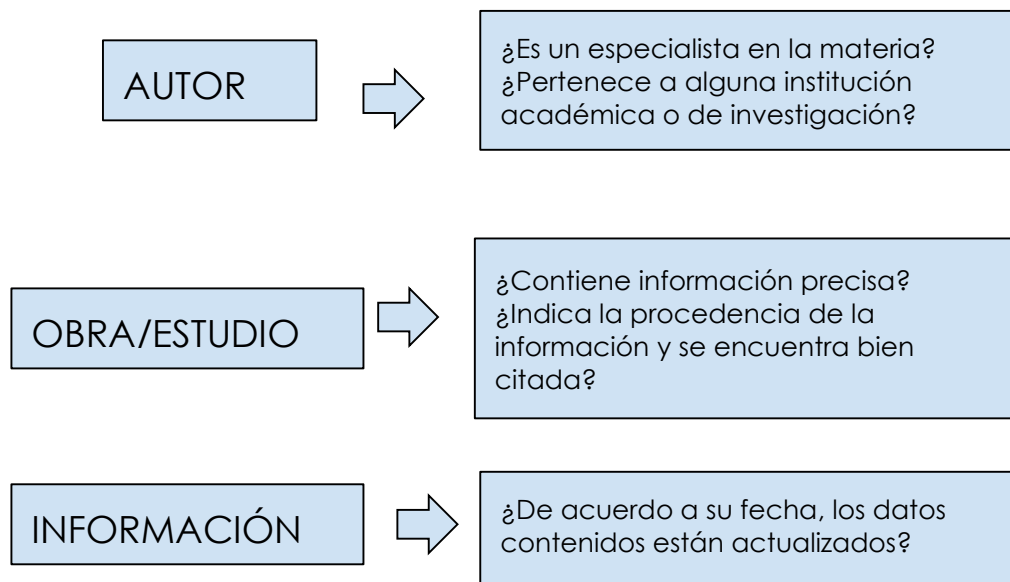 AUTOR
¿Es un especialista en la materia?
¿Pertenece a alguna institución
académica o de investigación?
OBRA/ESTUDIO
¿Contiene información precisa?
¿Indica la procedencia de la
información y se encuentra bien
citada?
INFORMACIÓN
¿De acuerdo a su fecha, los datos
contenidos están actualizados?